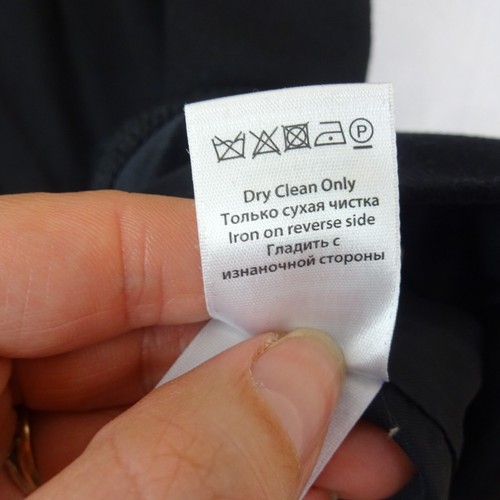 P
Dry Clean Only
Только сухая чистка
Iron on reverse side
Гладить с
изнаночной стороны